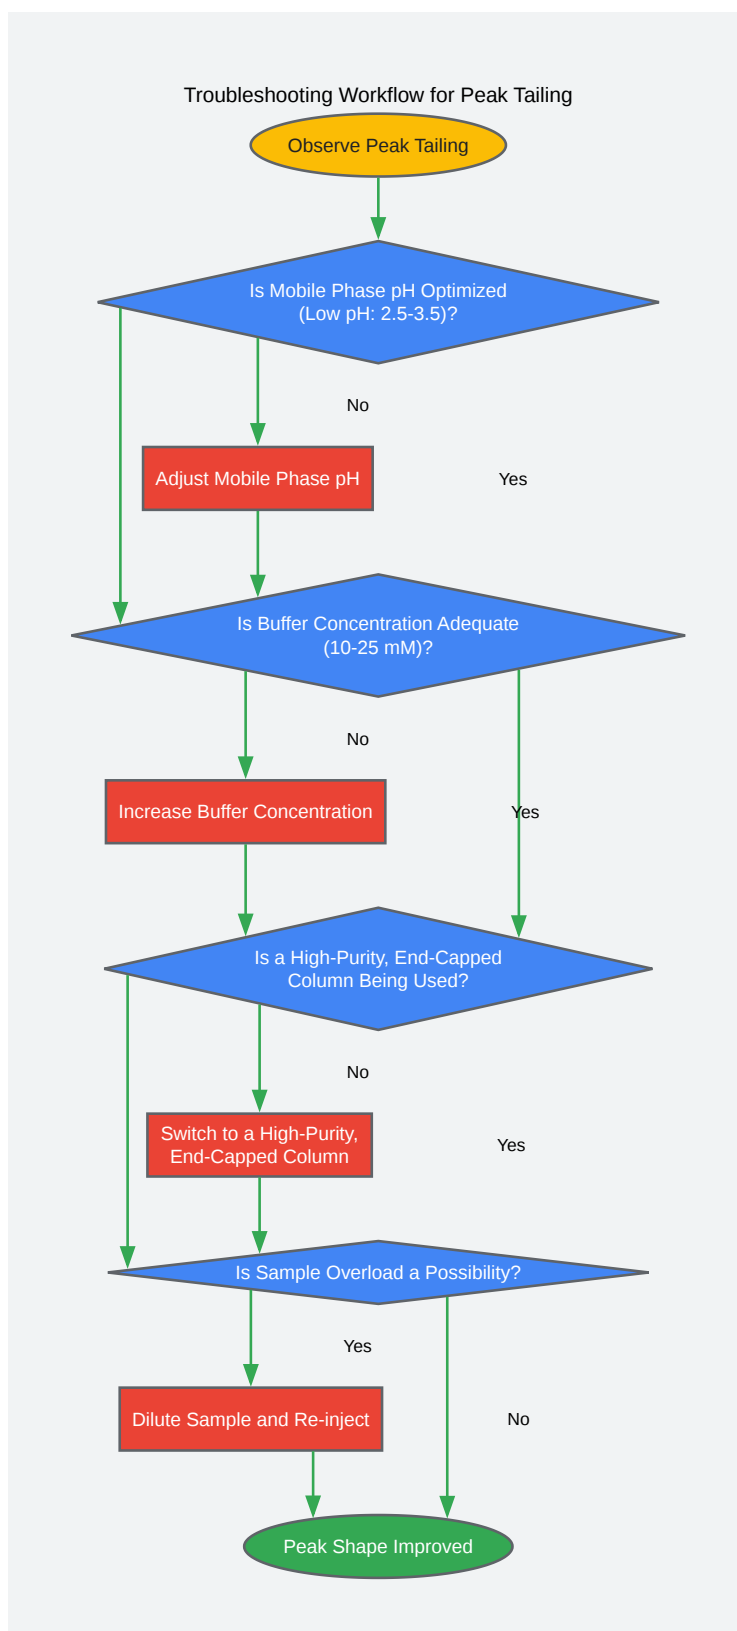 Troubleshooting Workflow for Peak Tailing
Observe Peak Tailing
Is Mobile Phase pH Optimized
(Low pH: 2.5-3.5)?
No
Adjust Mobile Phase pH
Yes
Is Buffer Concentration Adequate
(10-25 mM)?
No
Increase Buffer Concentration
Yes
Is a High-Purity, End-Capped
Column Being Used?
No
Switch to a High-Purity,
End-Capped Column
Yes
Is Sample Overload a Possibility?
Yes
Dilute Sample and Re-inject
No
Peak Shape Improved